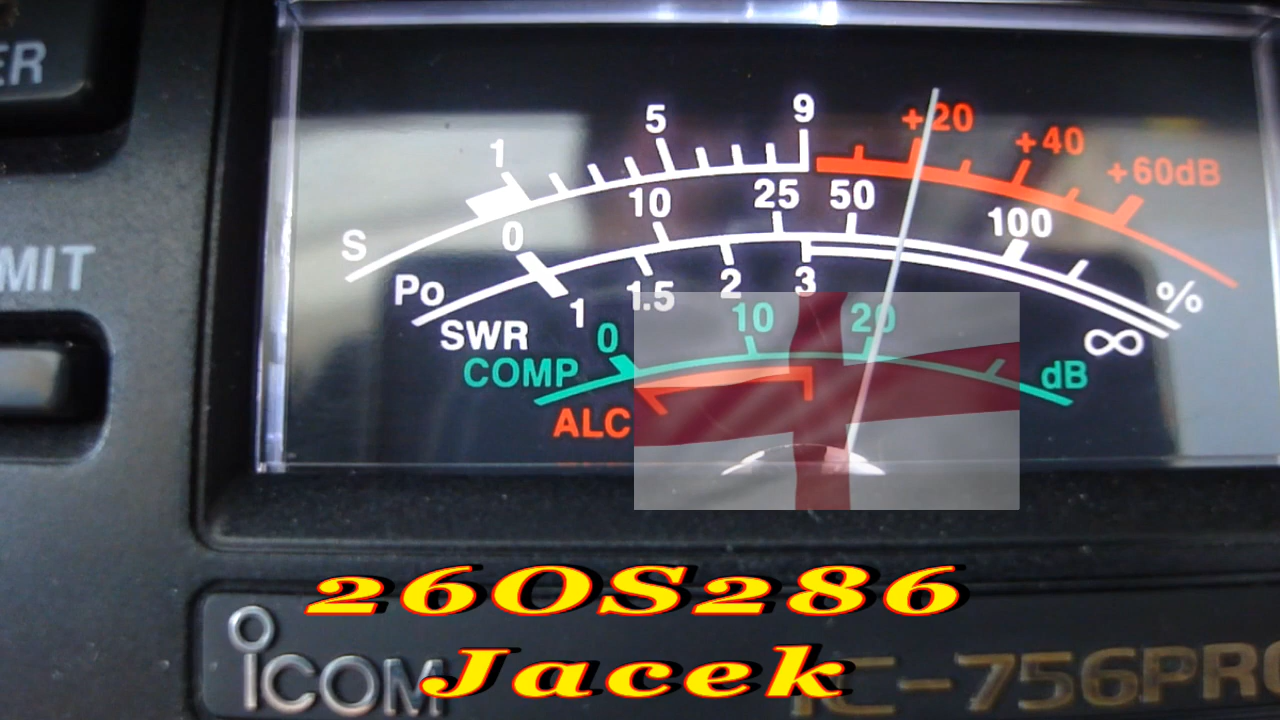 ER
MIT
S 1 5 9 +20 +40 +60dB
Po 0 10 25 50 100 %
SWR 1 1.5 2 3 ∞
COMP 0 10 20 dB
ALC
26OS286
iCOM IC-756PRO
Jacek